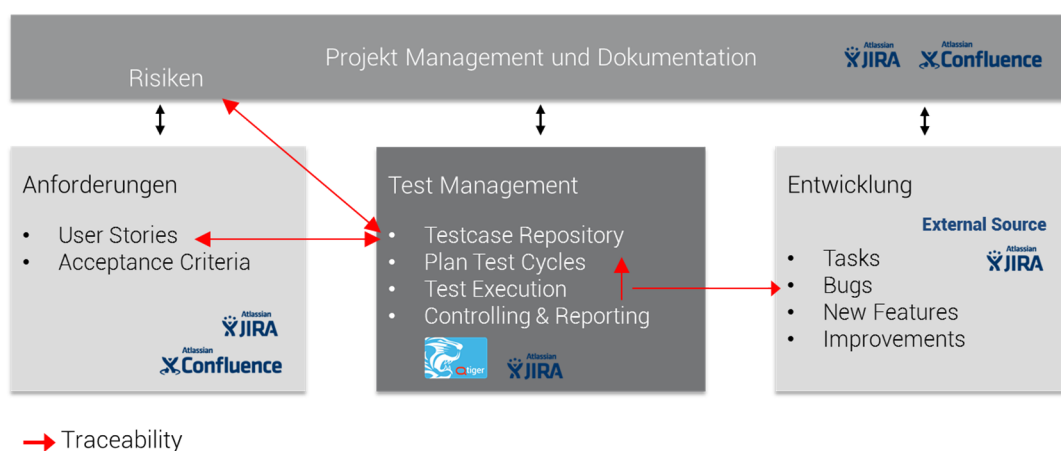 Projekt Management und Dokumentation
Atlassian
JIRA
Atlassian
Confluence
Risiken
Anforderungen
• User Stories
• Acceptance Criteria
Atlassian
JIRA
Atlassian
Confluence
Test Management
• Testcase Repository
• Plan Test Cycles
• Test Execution
• Controlling & Reporting
Qtiger
Atlassian
JIRA
Entwicklung
External Source
Atlassian
JIRA
• Tasks
• Bugs
• New Features
• Improvements
Traceability